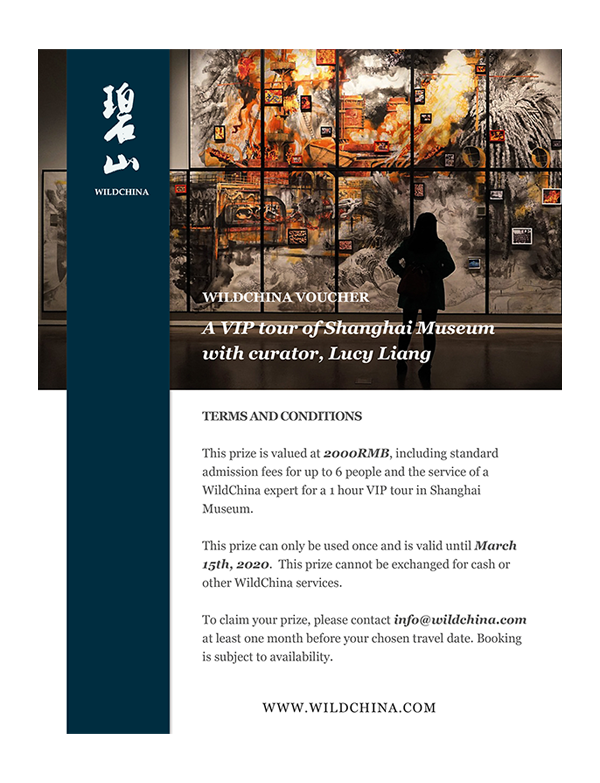 碧
山
WILDCHINA
WILDCHINA VOUCHER
A VIP tour of Shanghai Museum
with curator, Lucy Liang
TERMS AND CONDITIONS
This prize is valued at 2000RMB, including standard
admission fees for up to 6 people and the service of a
WildChina expert for a 1 hour VIP tour in Shanghai
Museum.
This prize can only be used once and is valid until March
15th, 2020. This prize cannot be exchanged for cash or
other WildChina services.
To claim your prize, please contact info@wildchina.com
at least one month before your chosen travel date. Booking
is subject to availability.
WWW.WILDCHINA.COM